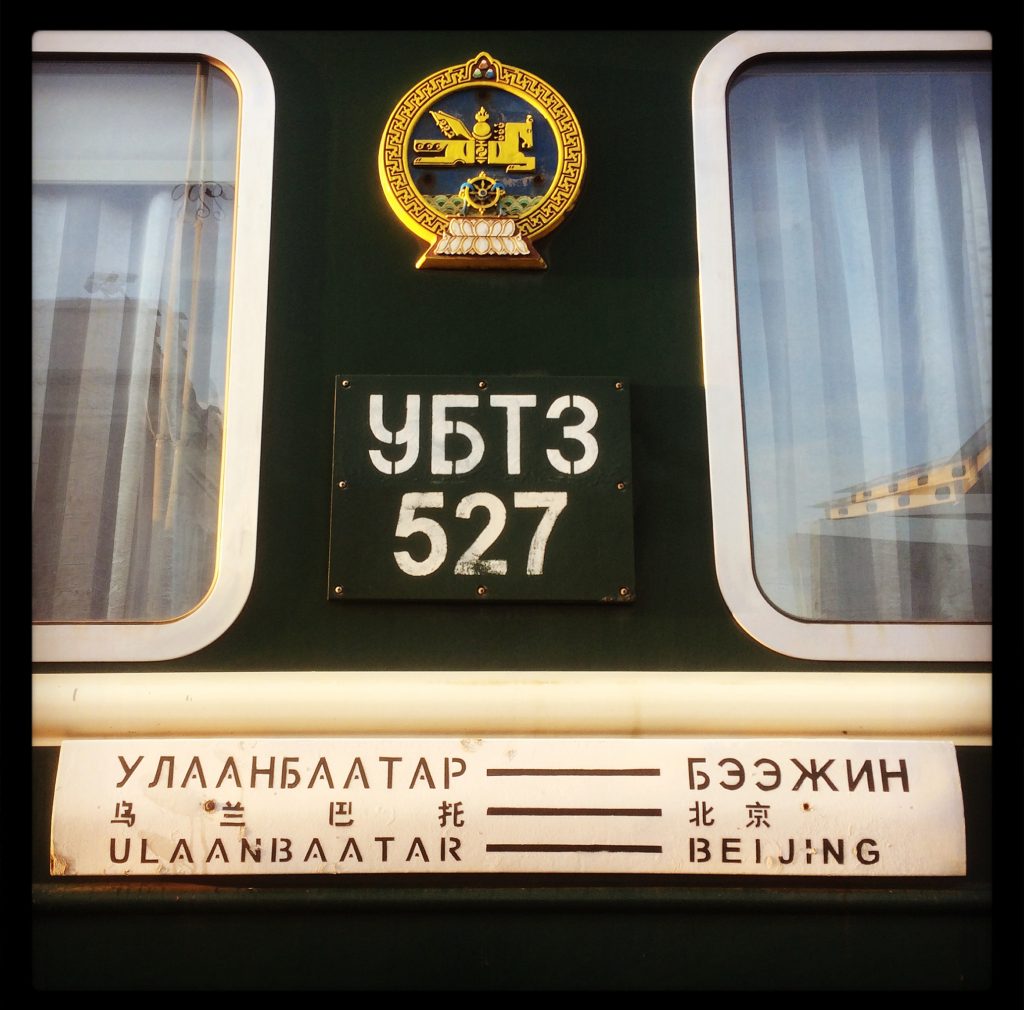 УБТЗ
527
УЛААНБААТАР — БЭЭЖИН
乌兰巴托 — 北京
ULAANBAATAR — BEIJING